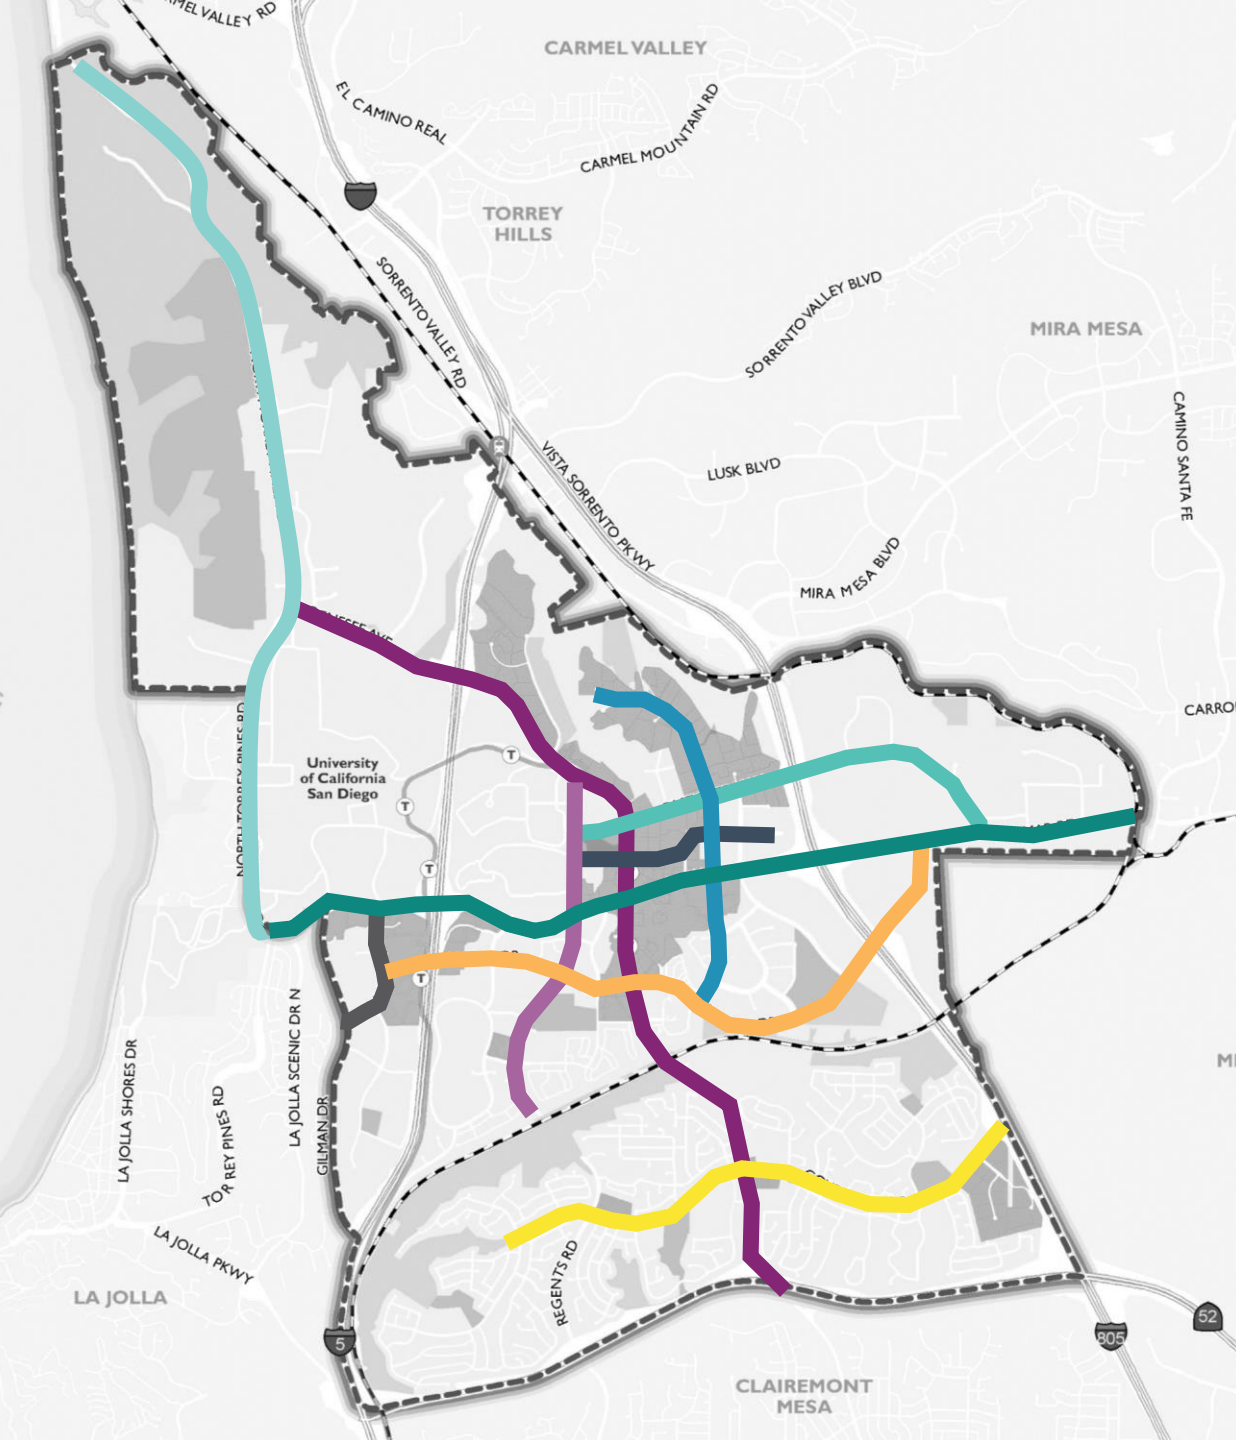 CARMEL VALLEY
EL CAMINO REAL
CARMEL MOUNTAIN RD
TORREY
HILLS
SORRENTO VALLEY RD
SORRENTO VALLEY BLVD
MIRA MESA
CAMINO SANTA FE
VISTA SORRENTO PKWY
LUSK BLVD
MIRA MESA BLVD
CARRO
University
of California
San Diego
T
T
T
T
NORTH TORREY PINES RD
LA JOLLA SHORES DR
TORREY PINES RD
LA JOLLA SCENIC DR N
GILMAN DR
LA JOLLA PKWY
LA JOLLA
REGENTS RD
5
805
52
CLAIREMONT
MESA